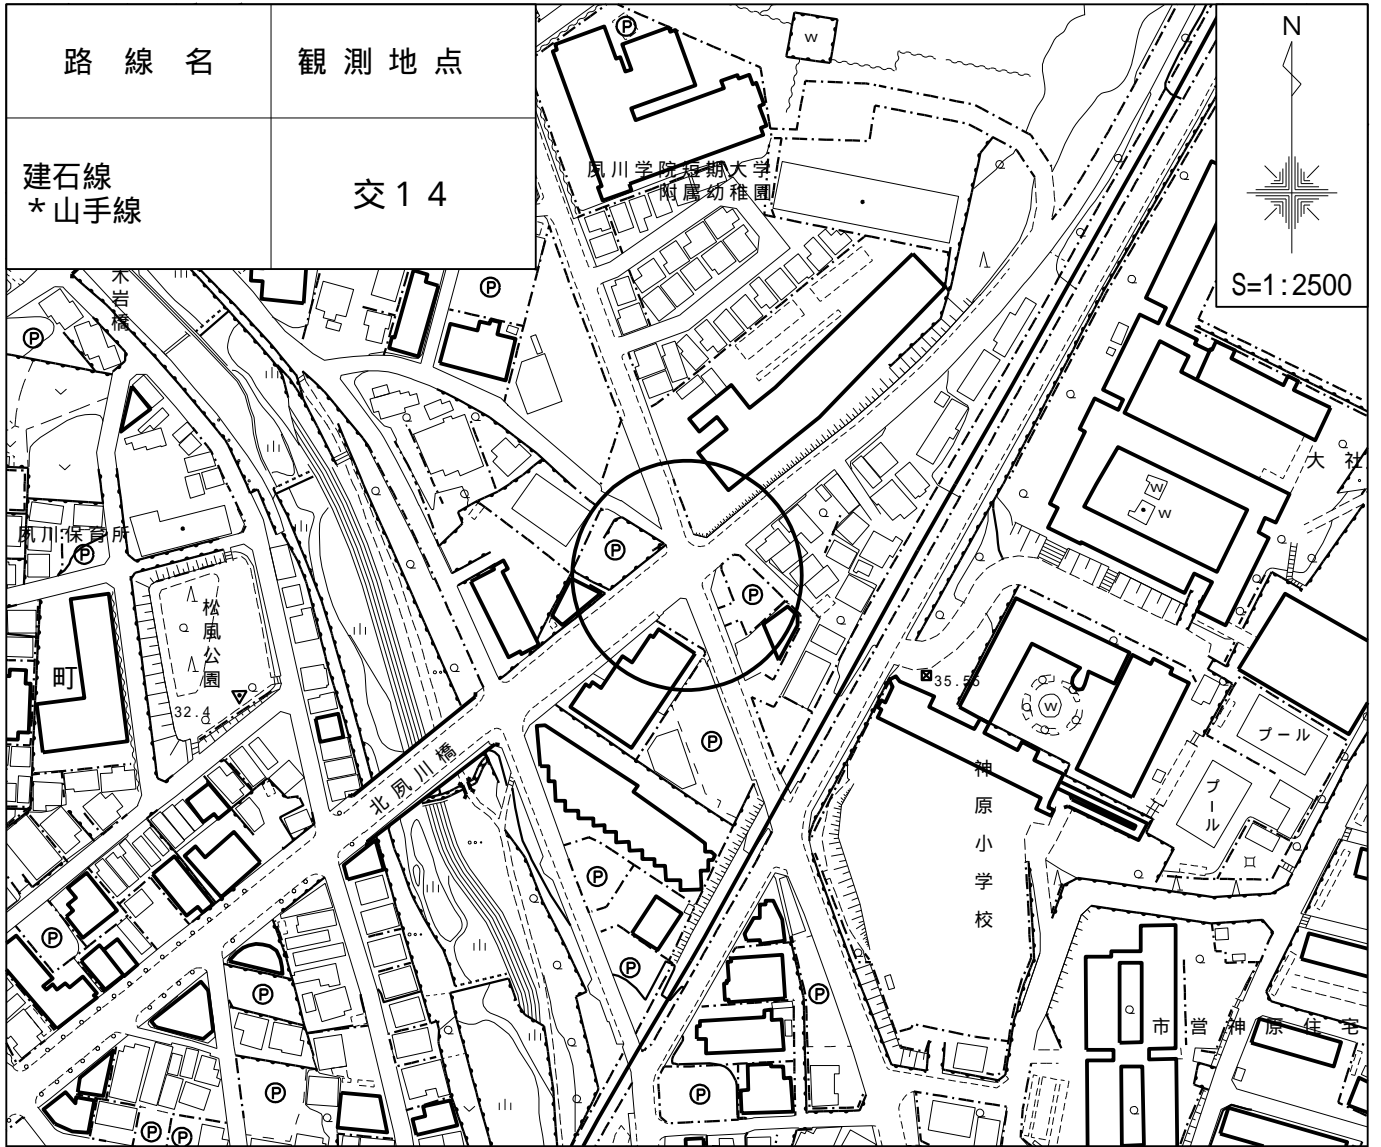 路線名
観測地点
建石線
*山手線
交14
N
S=1:2500
W
P
夙川学院短期大学
附属幼稚園
P
木岩橋
P
P
大社
W
W
夙川保育所
P
P
P
松風公園
町
32.4
35.56
W
プール
プール
P
北夙川橋
神原小学校
P
P
P
P
P
市営神原住宅
P
P
P
P